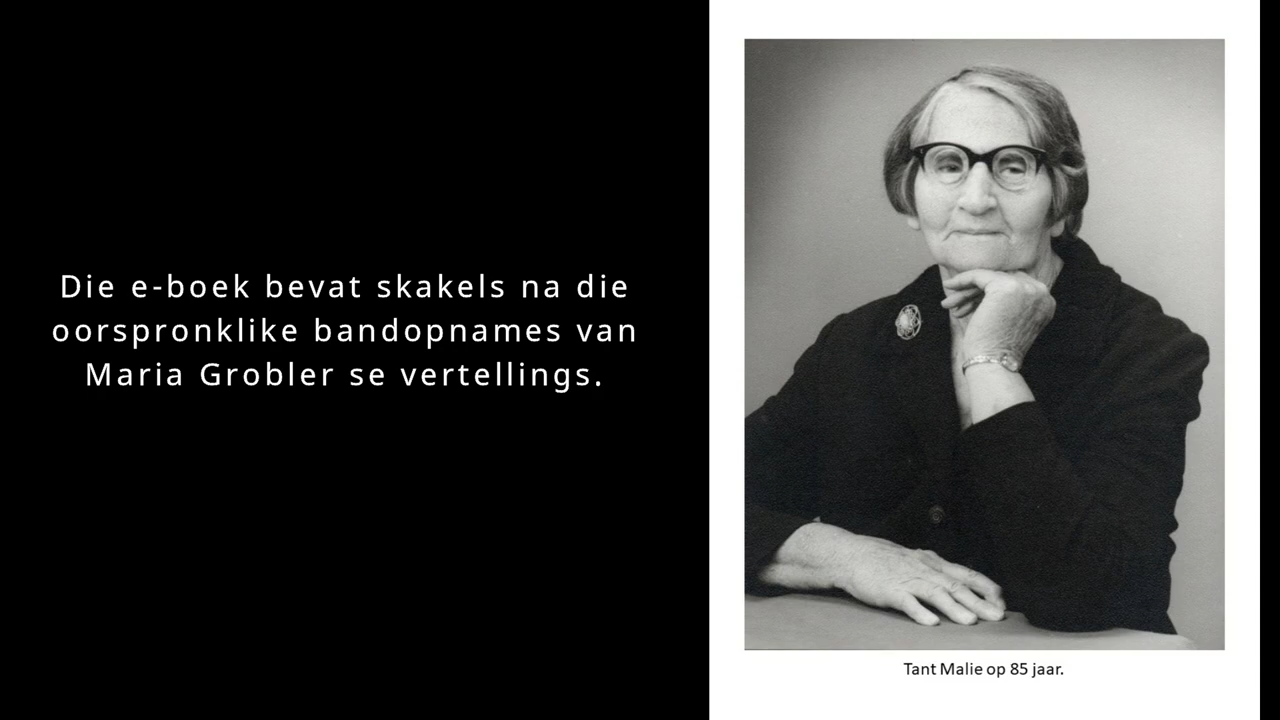 Die e-boek bevat skakels na die
oorspronklike bandopnames van
Maria Grobler se vertellings.
Tant Malie op 85 jaar.